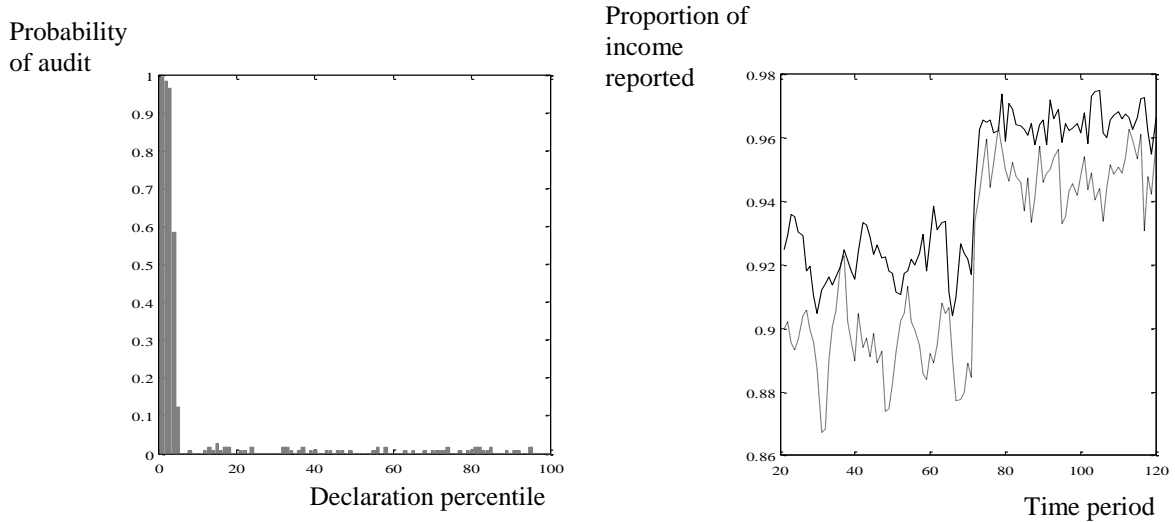 Probability
of audit
1
0.9
0.8
0.7
0.6
0.5
0.4
0.3
0.2
0.1
0
0 20 40 60 80 100
Declaration percentile
Proportion of
income
reported
0.98
0.96
0.94
0.92
0.9
0.88
0.86
20 40 60 80 100 120
Time period